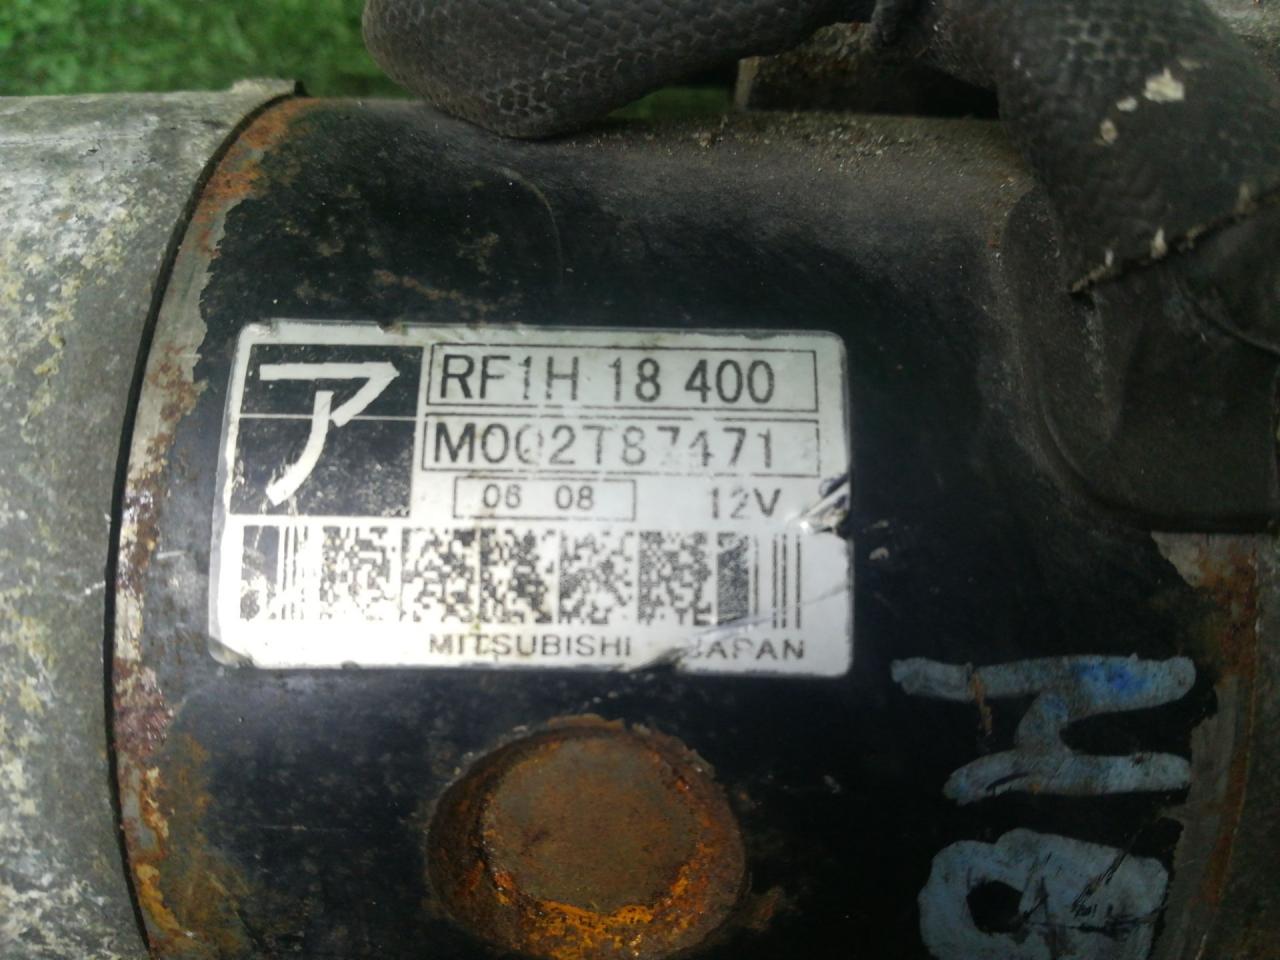 ア
RF1H 18 400
M002T87471
06 08 12V
MITSUBISHI JAPAN